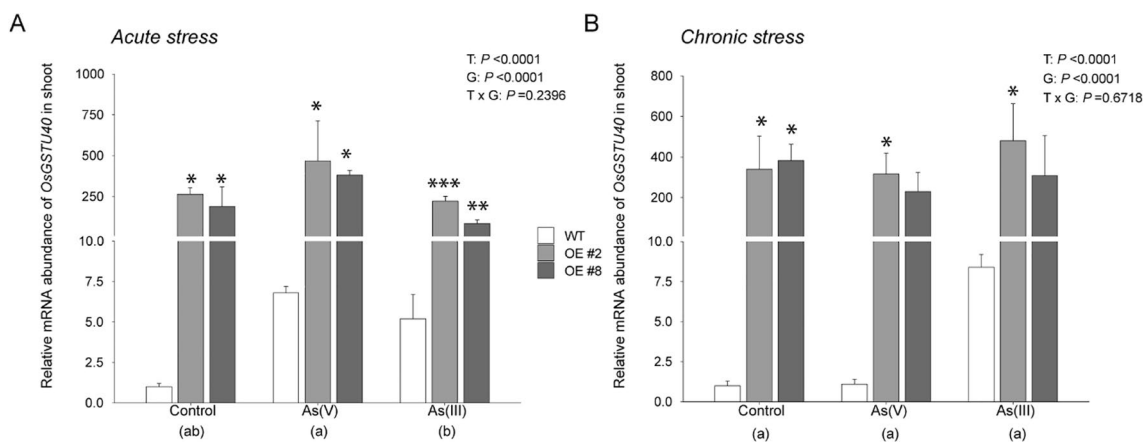 A
Acute stress
T: P <0.0001
G: P <0.0001
T x G: P =0.2396
Relative mRNA abundance of OsGSTU40 in shoot
1000
750
500
250
10.0
7.5
5.0
2.5
0.0
* * * * *** **
Control As(V) As(III)
(ab) (a) (b)
WT
OE #2
OE #8
B
Chronic stress
T: P <0.0001
G: P <0.0001
T x G: P =0.6718
Relative mRNA abundance of OsGSTU40 in shoot
800
600
400
200
10.0
7.5
5.0
2.5
0.0
* * * *
Control As(V) As(III)
(a) (a) (a)